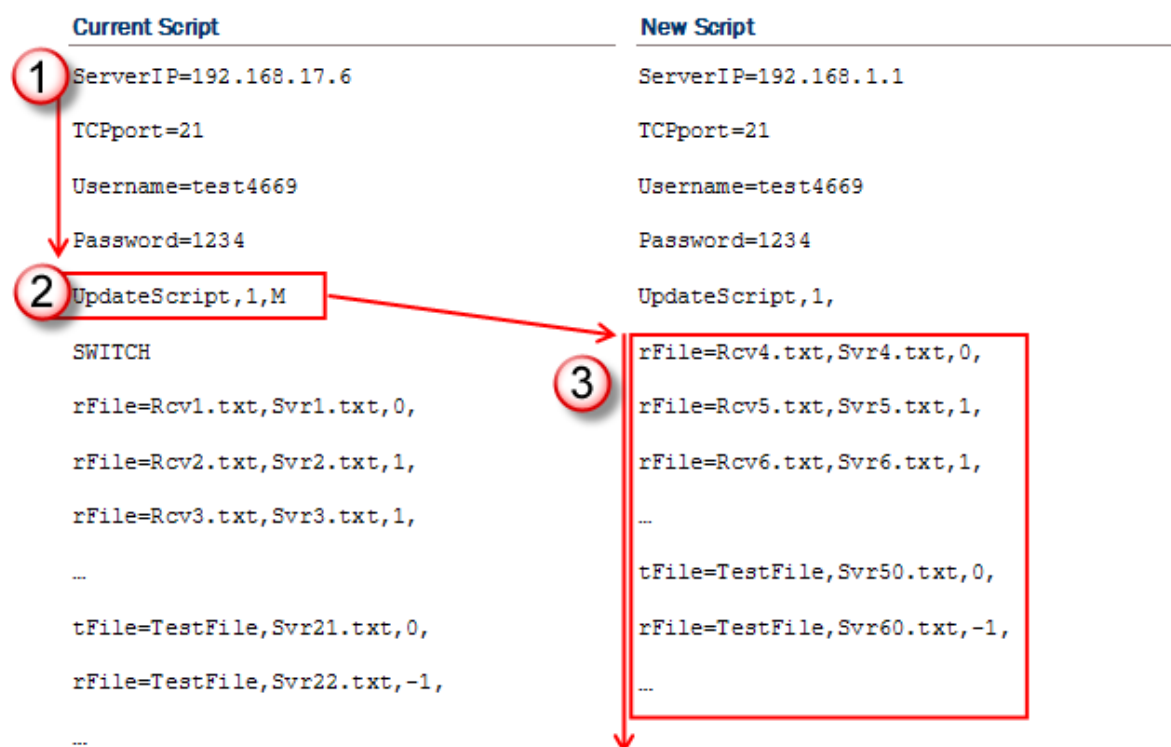 Current Script
1
ServerIP=192.168.17.6
TCPport=21
Username=test4669
Password=1234
2
UpdateScript,1,M
SWITCH
rFile=Rcv1.txt,Svr1.txt,0,
rFile=Rcv2.txt,Svr2.txt,1,
rFile=Rcv3.txt,Svr3.txt,1,
…
tFile=TestFile,Svr21.txt,0,
rFile=TestFile,Svr22.txt,-1,
…
New Script
ServerIP=192.168.1.1
TCPport=21
Username=test4669
Password=1234
UpdateScript,1,
3
rFile=Rcv4.txt,Svr4.txt,0,
rFile=Rcv5.txt,Svr5.txt,1,
rFile=Rcv6.txt,Svr6.txt,1,
…
tFile=TestFile,Svr50.txt,0,
rFile=TestFile,Svr60.txt,-1,
…